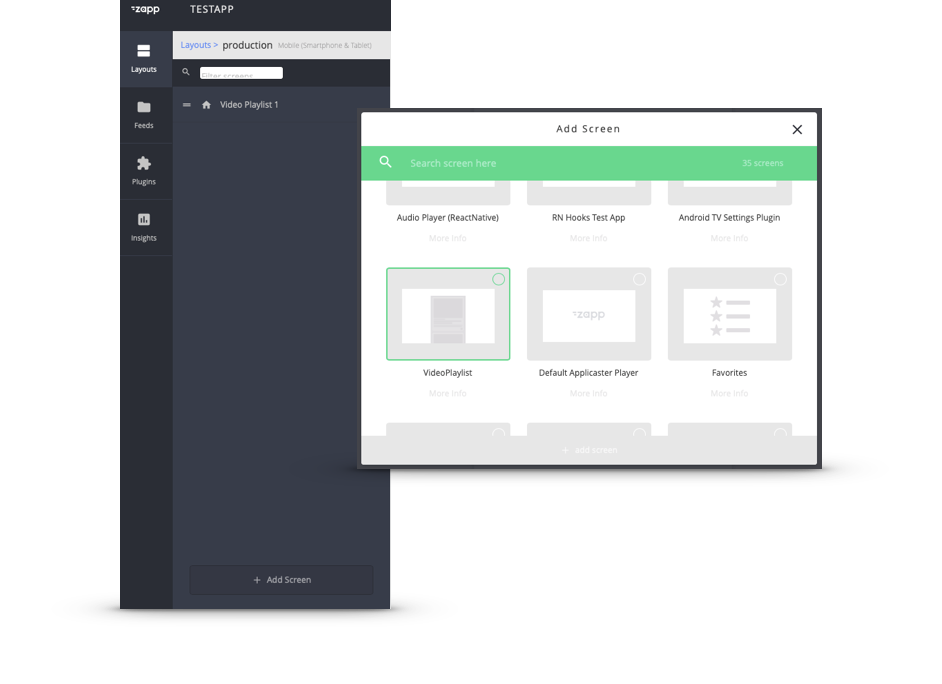 zapp
TESTAPP
Layouts > production Mobile (Smartphone & Tablet)
Filter screens
Layouts
Video Playlist 1
Feeds
Plugins
Insights
+ Add Screen
Add Screen
Search screen here
35 screens
Audio Player (ReactNative)
RN Hooks Test App
Android TV Settings Plugin
More Info
More Info
More Info
zapp
VideoPlaylist
Default Applicaster Player
Favorites
More Info
More Info
More Info
+ add screen